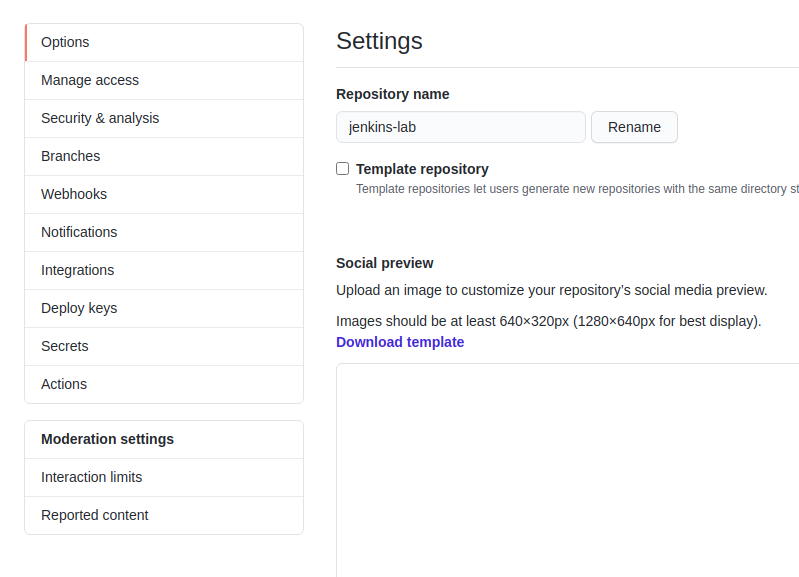 Options
Manage access
Security & analysis
Branches
Webhooks
Notifications
Integrations
Deploy keys
Secrets
Actions
Moderation settings
Interaction limits
Reported content
Settings
Repository name
jenkins-lab
Rename
Template repository
Template repositories let users generate new repositories with the same directory st
Social preview
Upload an image to customize your repository's social media preview.
Images should be at least 640×320px (1280×640px for best display).
Download template